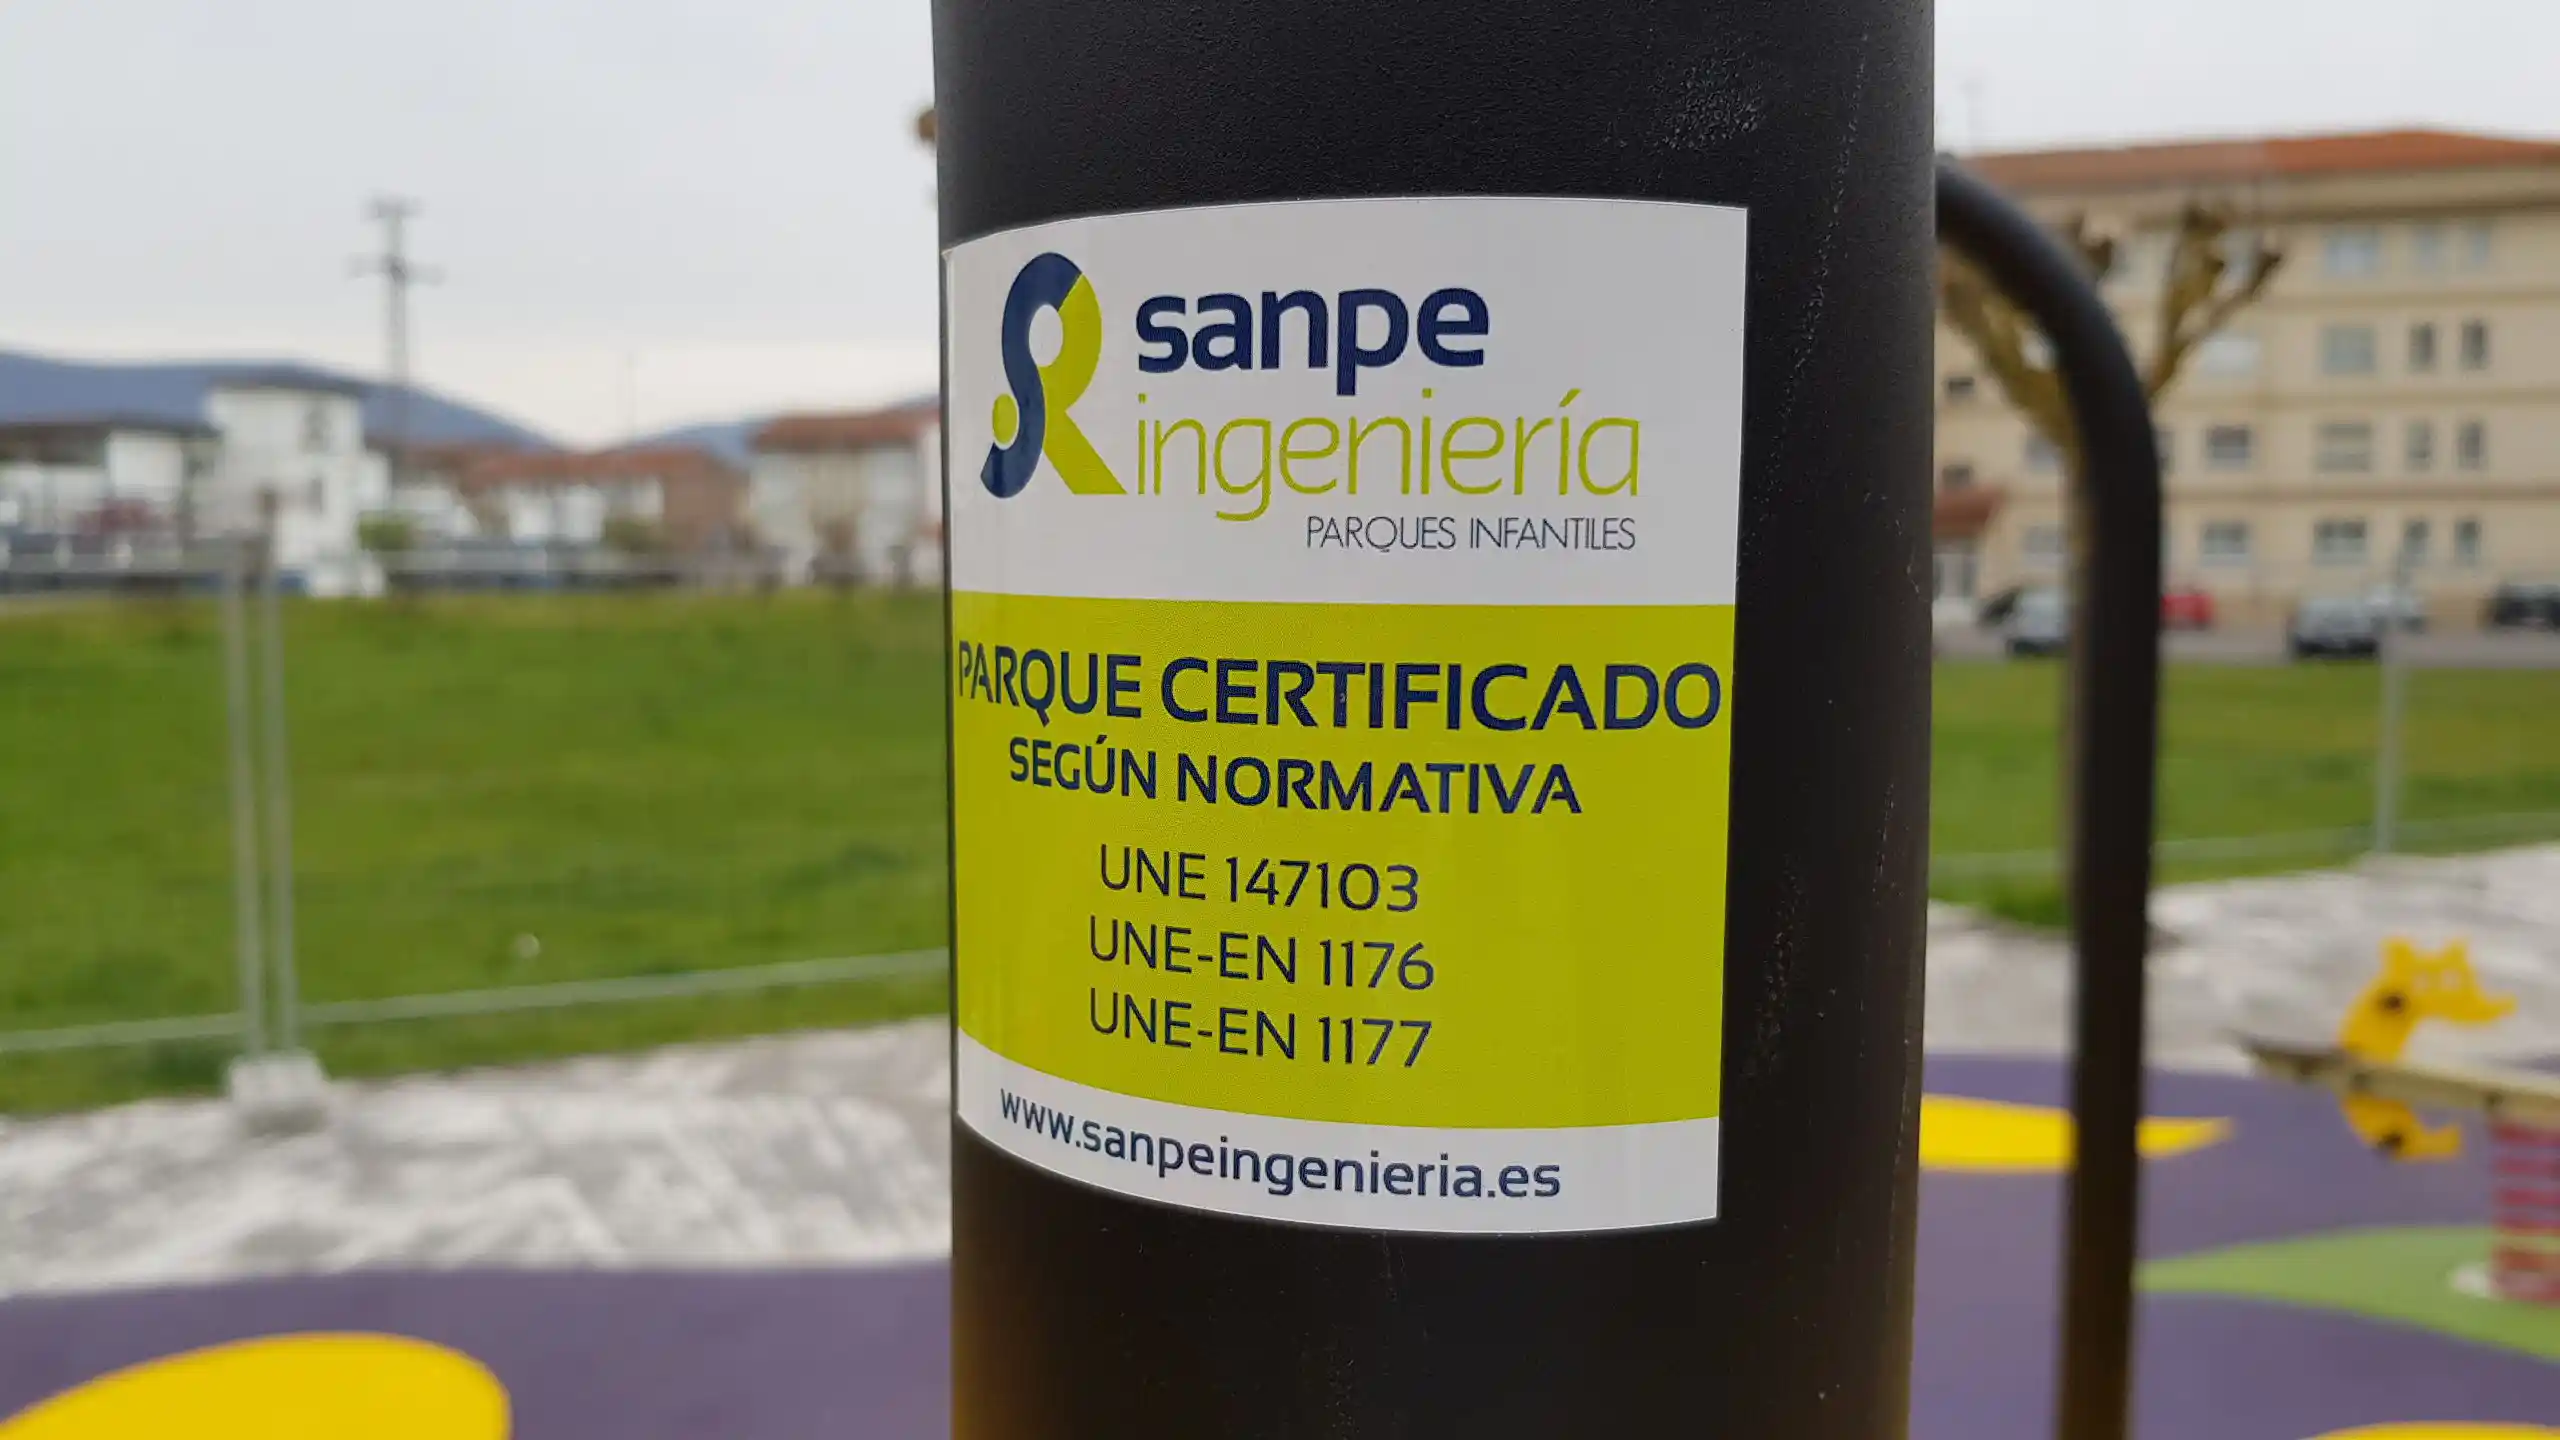 sanpe
ingeniería
PARQUES INFANTILES
PARQUE CERTIFICADO
SEGÚN NORMATIVA
UNE 147103
UNE-EN 1176
UNE-EN 1177
www.sanpeingenieria.es